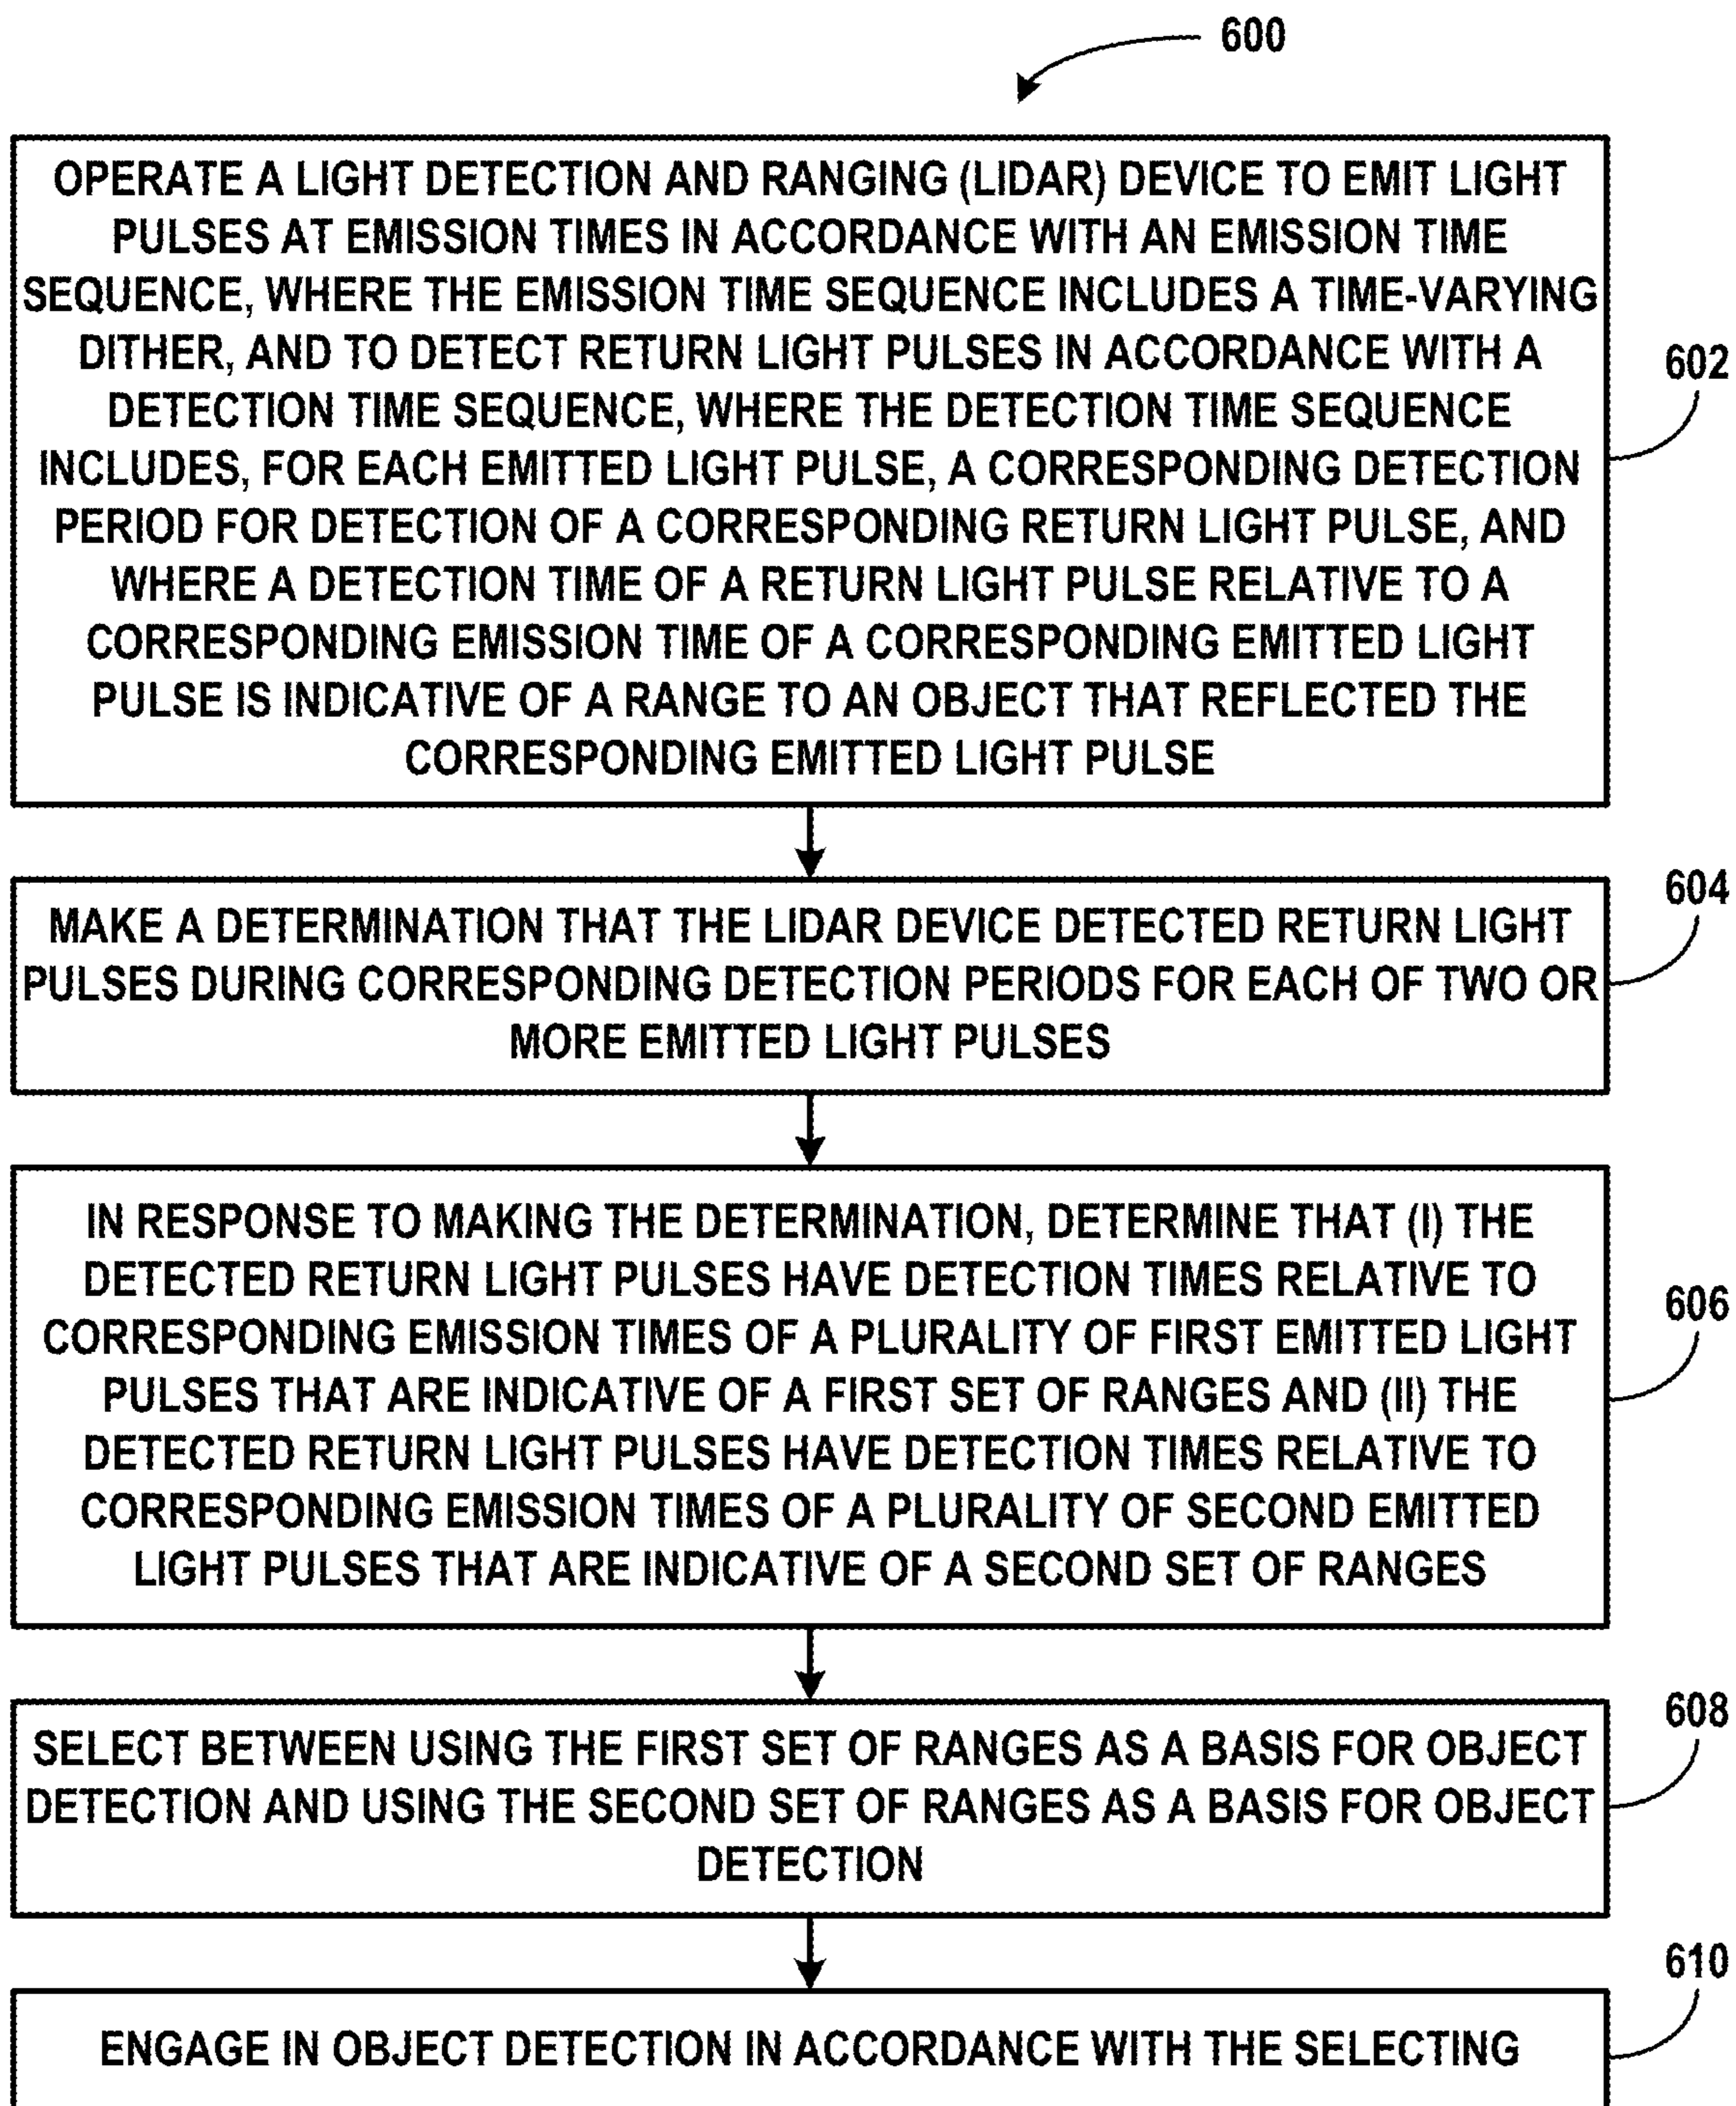 600
OPERATE A LIGHT DETECTION AND RANGING (LIDAR) DEVICE TO EMIT LIGHT
PULSES AT EMISSION TIMES IN ACCORDANCE WITH AN EMISSION TIME
SEQUENCE, WHERE THE EMISSION TIME SEQUENCE INCLUDES A TIME-VARYING
DITHER, AND TO DETECT RETURN LIGHT PULSES IN ACCORDANCE WITH A
DETECTION TIME SEQUENCE, WHERE THE DETECTION TIME SEQUENCE
INCLUDES, FOR EACH EMITTED LIGHT PULSE, A CORRESPONDING DETECTION
PERIOD FOR DETECTION OF A CORRESPONDING RETURN LIGHT PULSE, AND
WHERE A DETECTION TIME OF A RETURN LIGHT PULSE RELATIVE TO A
CORRESPONDING EMISSION TIME OF A CORRESPONDING EMITTED LIGHT
PULSE IS INDICATIVE OF A RANGE TO AN OBJECT THAT REFLECTED THE
CORRESPONDING EMITTED LIGHT PULSE
602
MAKE A DETERMINATION THAT THE LIDAR DEVICE DETECTED RETURN LIGHT
PULSES DURING CORRESPONDING DETECTION PERIODS FOR EACH OF TWO OR
MORE EMITTED LIGHT PULSES
604
IN RESPONSE TO MAKING THE DETERMINATION, DETERMINE THAT (I) THE
DETECTED RETURN LIGHT PULSES HAVE DETECTION TIMES RELATIVE TO
CORRESPONDING EMISSION TIMES OF A PLURALITY OF FIRST EMITTED LIGHT
PULSES THAT ARE INDICATIVE OF A FIRST SET OF RANGES AND (II) THE
DETECTED RETURN LIGHT PULSES HAVE DETECTION TIMES RELATIVE TO
CORRESPONDING EMISSION TIMES OF A PLURALITY OF SECOND EMITTED
LIGHT PULSES THAT ARE INDICATIVE OF A SECOND SET OF RANGES
606
SELECT BETWEEN USING THE FIRST SET OF RANGES AS A BASIS FOR OBJECT
DETECTION AND USING THE SECOND SET OF RANGES AS A BASIS FOR OBJECT
DETECTION
608
ENGAGE IN OBJECT DETECTION IN ACCORDANCE WITH THE SELECTING
610